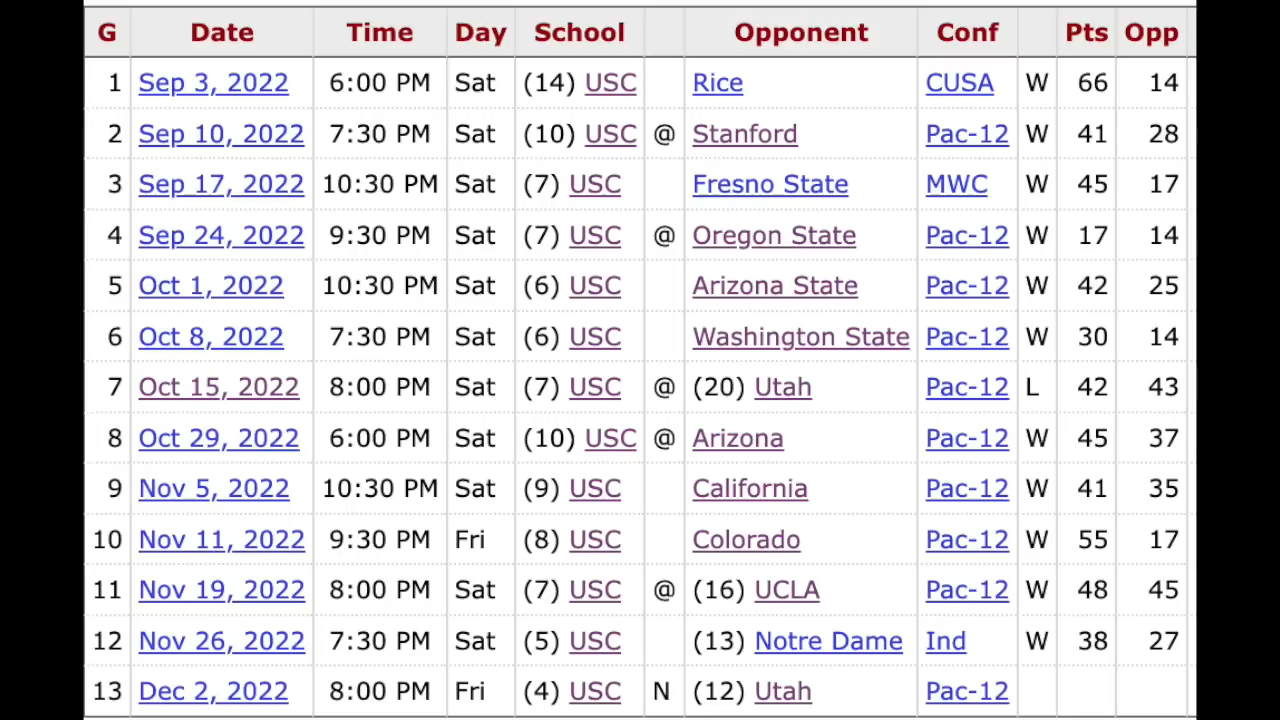 G Date Time Day School Opponent Conf Pts Opp
1 Sep 3, 2022 6:00 PM Sat (14) USC Rice CUSA W 66 14
2 Sep 10, 2022 7:30 PM Sat (10) USC @ Stanford Pac-12 W 41 28
3 Sep 17, 2022 10:30 PM Sat (7) USC Fresno State MWC W 45 17
4 Sep 24, 2022 9:30 PM Sat (7) USC @ Oregon State Pac-12 W 17 14
5 Oct 1, 2022 10:30 PM Sat (6) USC Arizona State Pac-12 W 42 25
6 Oct 8, 2022 7:30 PM Sat (6) USC Washington State Pac-12 W 30 14
7 Oct 15, 2022 8:00 PM Sat (7) USC @ (20) Utah Pac-12 L 42 43
8 Oct 29, 2022 6:00 PM Sat (10) USC @ Arizona Pac-12 W 45 37
9 Nov 5, 2022 10:30 PM Sat (9) USC California Pac-12 W 41 35
10 Nov 11, 2022 9:30 PM Fri (8) USC Colorado Pac-12 W 55 17
11 Nov 19, 2022 8:00 PM Sat (7) USC @ (16) UCLA Pac-12 W 48 45
12 Nov 26, 2022 7:30 PM Sat (5) USC (13) Notre Dame Ind W 38 27
13 Dec 2, 2022 8:00 PM Fri (4) USC N (12) Utah Pac-12